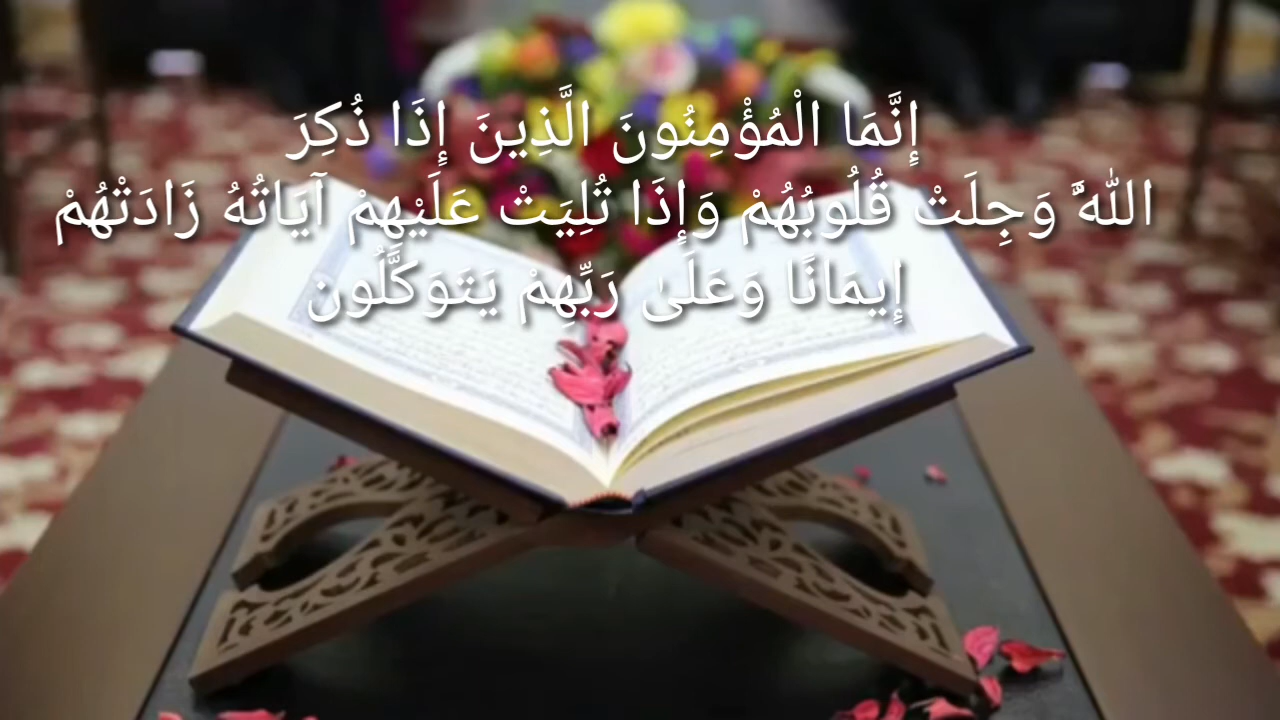 إِنَّمَا الْمُؤْمِنُونَ الَّذِينَ إِذَا ذُكِرَ
اللَّهُ وَجِلَتْ قُلُوبُهُمْ وَإِذَا تُلِيَتْ عَلَيْهِمْ آيَاتُهُ زَادَتْهُمْ
إِيمَانًا وَعَلَىٰ رَبِّهِمْ يَتَوَكَّلُون